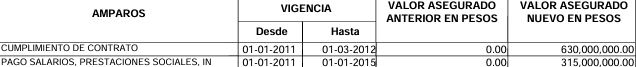 AMPAROS VIGENCIA VALOR ASEGURADO ANTERIOR EN PESOS VALOR ASEGURADO NUEVO EN PESOS
Desde Hasta
CUMPLIMIENTO DE CONTRATO 01-01-2011 01-03-2012 0.00 630,000,000.00
PAGO SALARIOS, PRESTACIONES SOCIALES, IN 01-01-2011 01-01-2015 0.00 315,000,000.00